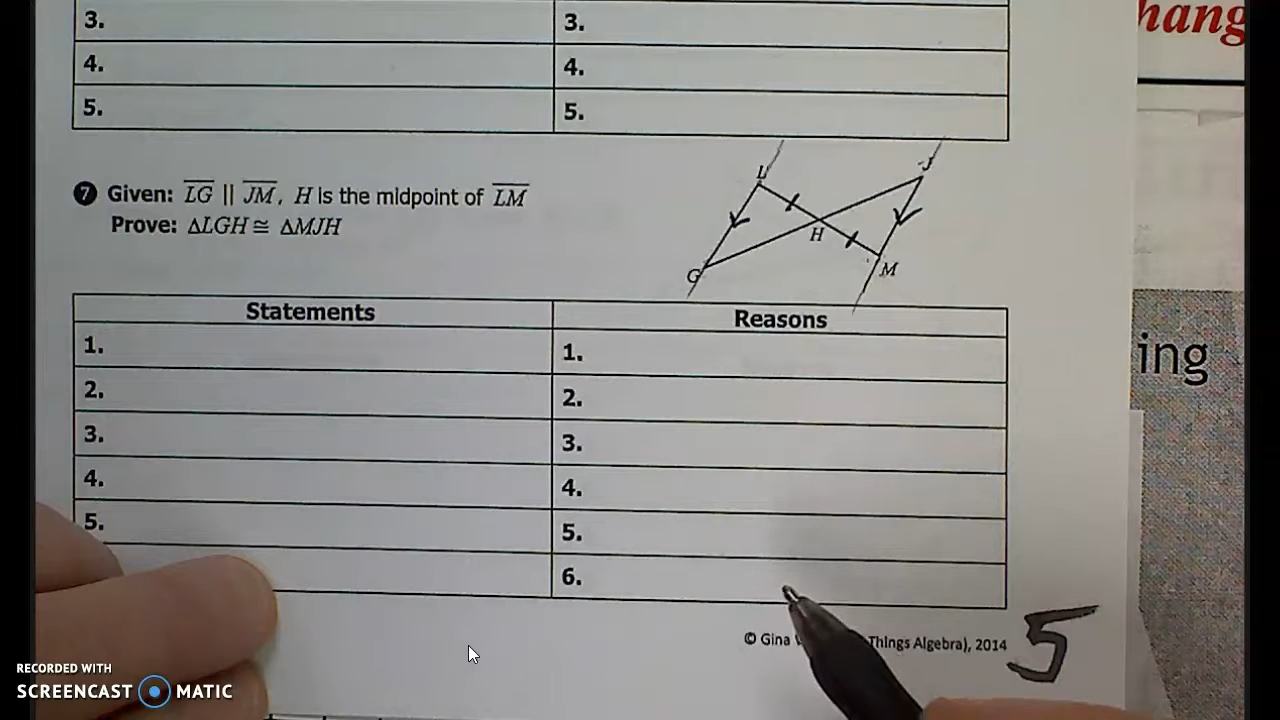 hang
3. 3.
4. 4.
5. 5.
7 Given: LG || JM, H is the midpoint of LM
Prove: ΔLGH ≅ ΔMJH
L J
H
G M
Statements Reasons
1. 1.
2. 2.
3. 3.
4. 4.
5. 5.
6.
ing
© Gina Things Algebra), 2014
5
RECORDED WITH
SCREENCAST MATIC